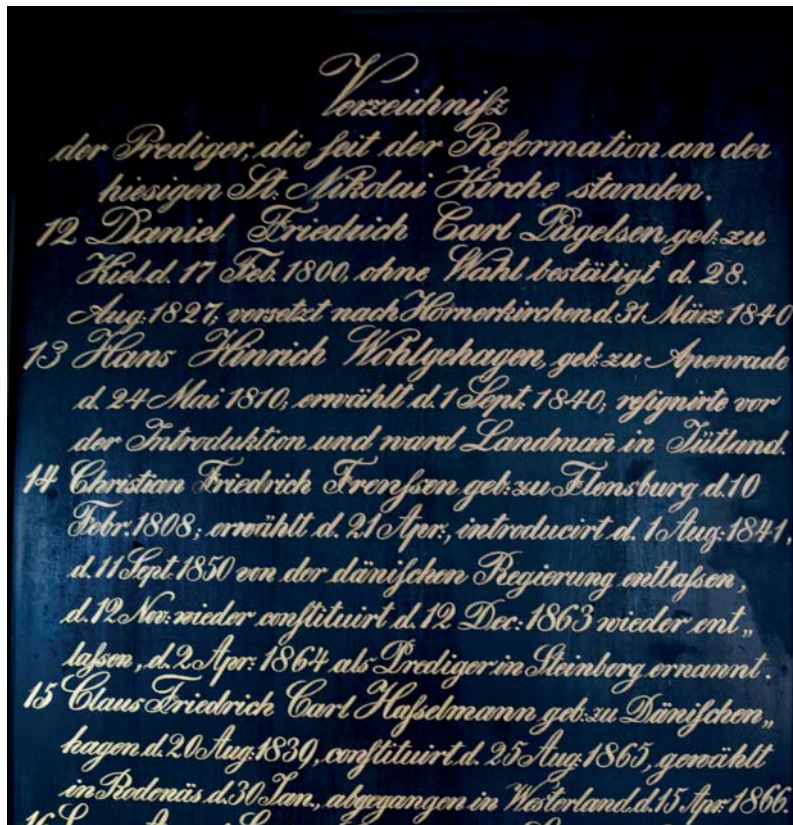 Verzeichniſz
der Prediger, die ſeit der Reformation an der
hiesigen St. Nikolai Kirche standen.
12 Daniel Friedrich Carl Pagelsen geb: zu
Kiel d. 17 Feb. 1800, ohne Wahl bestätigt d. 28.
Aug. 1827, versetzt nach Hörnerkirchen d. 31 März 1840
13 Hans Hinrich Wohlgehagen, geb: zu Apenrade
d. 24 Mai 1810, erwählt d. 1 Sept. 1840, reſignirte vor
der Introduktion und ward Landman̄ in Jütland.
14 Christian Friedrich Frenſsen geb: zu Flensburg d. 10
Febr. 1808; erwählt d. 21 Apr:, introducirt d. 1 Aug: 1841,
d. 11 Sept. 1850 von der däniſchen Regierung entlaſsen,
d. 12 Nov: wieder conſtituirt d. 12 Dec: 1863 wieder ent„
laſsen, d. 2 Apr: 1864 als Prediger in Steinberg ernannt.
15 Claus Friedrich Carl Haſselmann geb: zu Däniſchen„
hagen d. 20 Aug: 1839, conſtituirt d. 25 Aug: 1865, gewählt
in Rodenäs d. 30 Jan., abgegangen in Westerland d. 15 Apr: 1866.
16